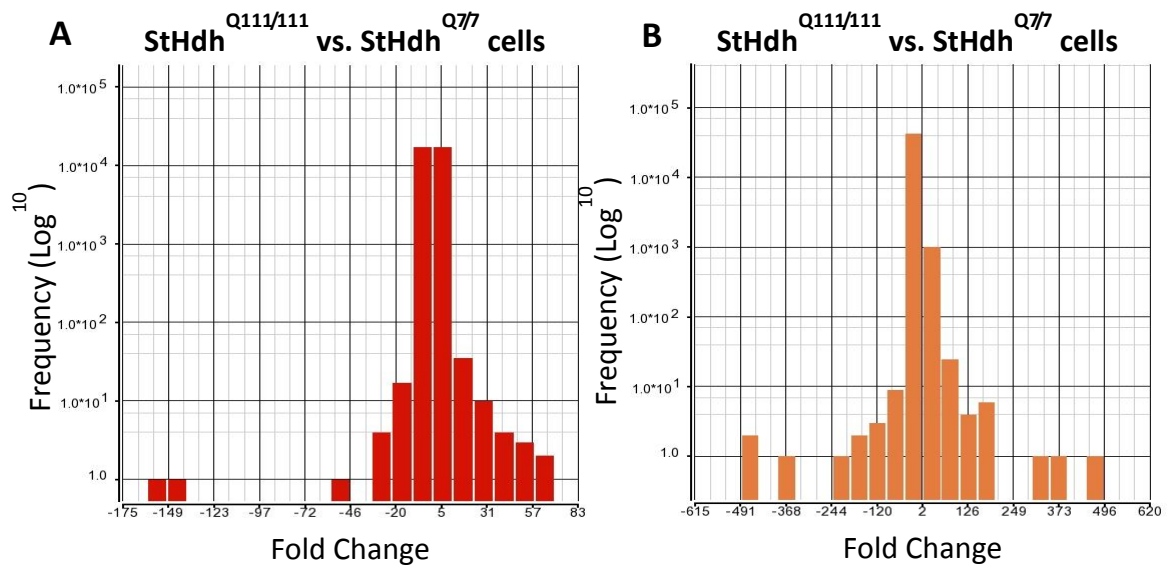 A
StHdh^Q111/111 vs. StHdh^Q7/7 cells
Frequency (Log^10)
1.0*10^5
1.0*10^4
1.0*10^3
1.0*10^2
1.0*10^1
1.0
-175 -149 -123 -97 -72 -46 -20 5 31 57 83
Fold Change
B
StHdh^Q111/111 vs. StHdh^Q7/7 cells
Frequency (Log^10)
1.0*10^5
1.0*10^4
1.0*10^3
1.0*10^2
1.0*10^1
1.0
-615 -491 -368 -244 -120 2 126 249 373 496 620
Fold Change